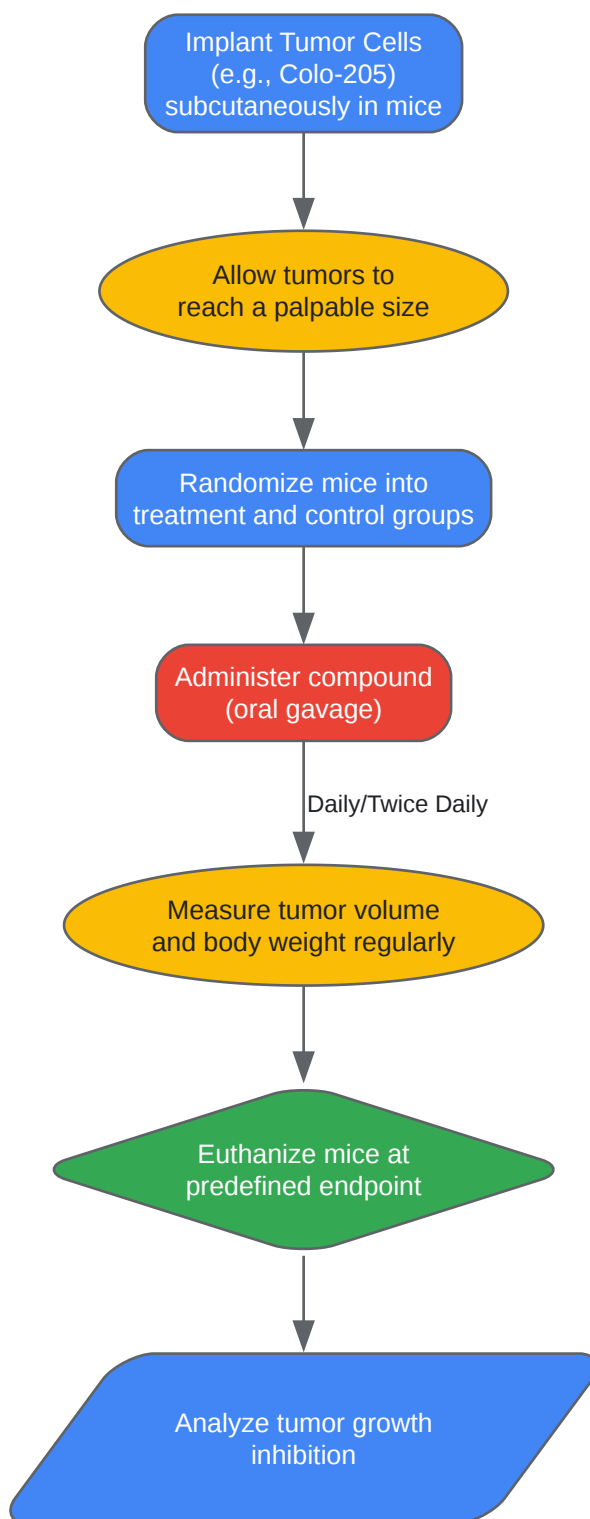 Implant Tumor Cells
(e.g., Colo-205)
subcutaneously in mice
Allow tumors to
reach a palpable size
Randomize mice into
treatment and control groups
Administer compound
(oral gavage)
Daily/Twice Daily
Measure tumor volume
and body weight regularly
Euthanize mice at
predefined endpoint
Analyze tumor growth
inhibition